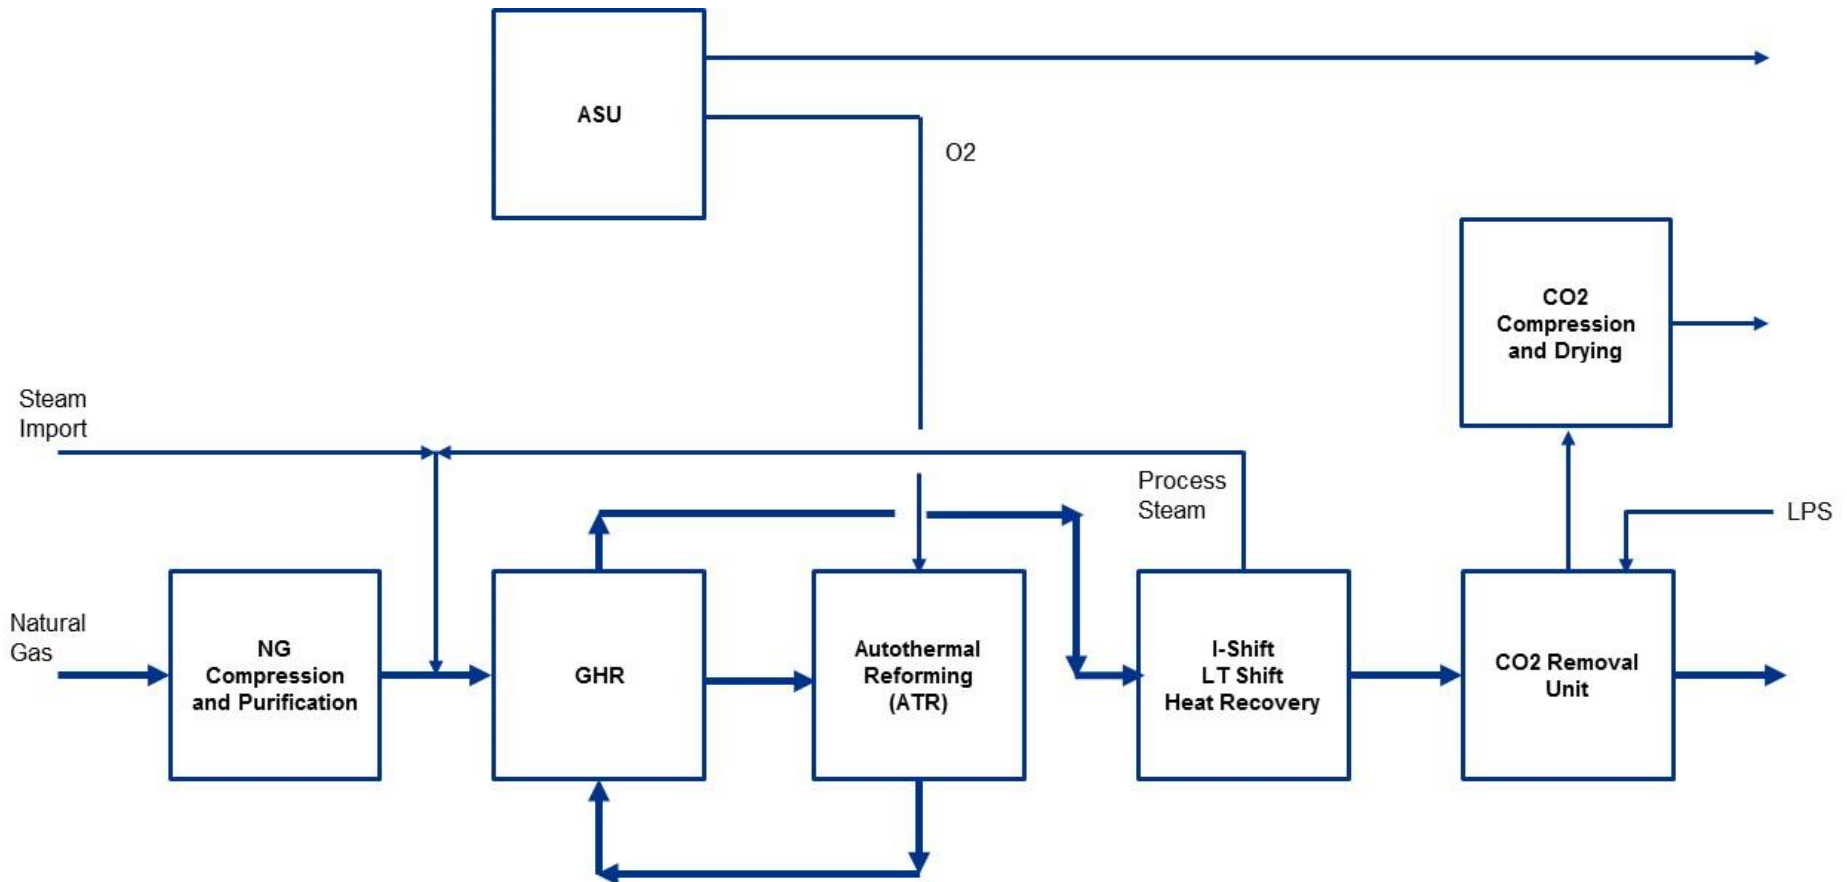 ASU
O2
CO2
Compression
and Drying
Steam
Import
Process
Steam
LPS
Natural
Gas
NG
Compression
and Purification
GHR
Autothermal
Reforming
(ATR)
I-Shift
LT Shift
Heat Recovery
CO2 Removal
Unit